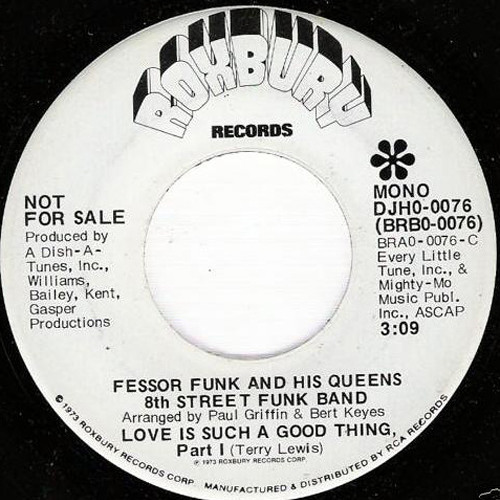 ROXBURY
RECORDS
NOT
FOR SALE
Produced by
A Dish-A-
Tunes, Inc.,
Williams,
Bailey, Kent,
Gasper
Productions
MONO
DJH0-0076
(BRB0-0076)
BRA0-0076-C
Every Little
Tune, Inc., &
Mighty-Mo
Music Publ.
Inc., ASCAP
3:09
FESSOR FUNK AND HIS QUEENS
8th STREET FUNK BAND
Arranged by Paul Griffin & Bert Keyes
LOVE IS SUCH A GOOD THING,
Part I (Terry Lewis)
℗ 1973 ROXBURY RECORDS CORP.
© 1973 ROXBURY RECORDS CORP. MANUFACTURED & DISTRIBUTED BY RCA RECORDS